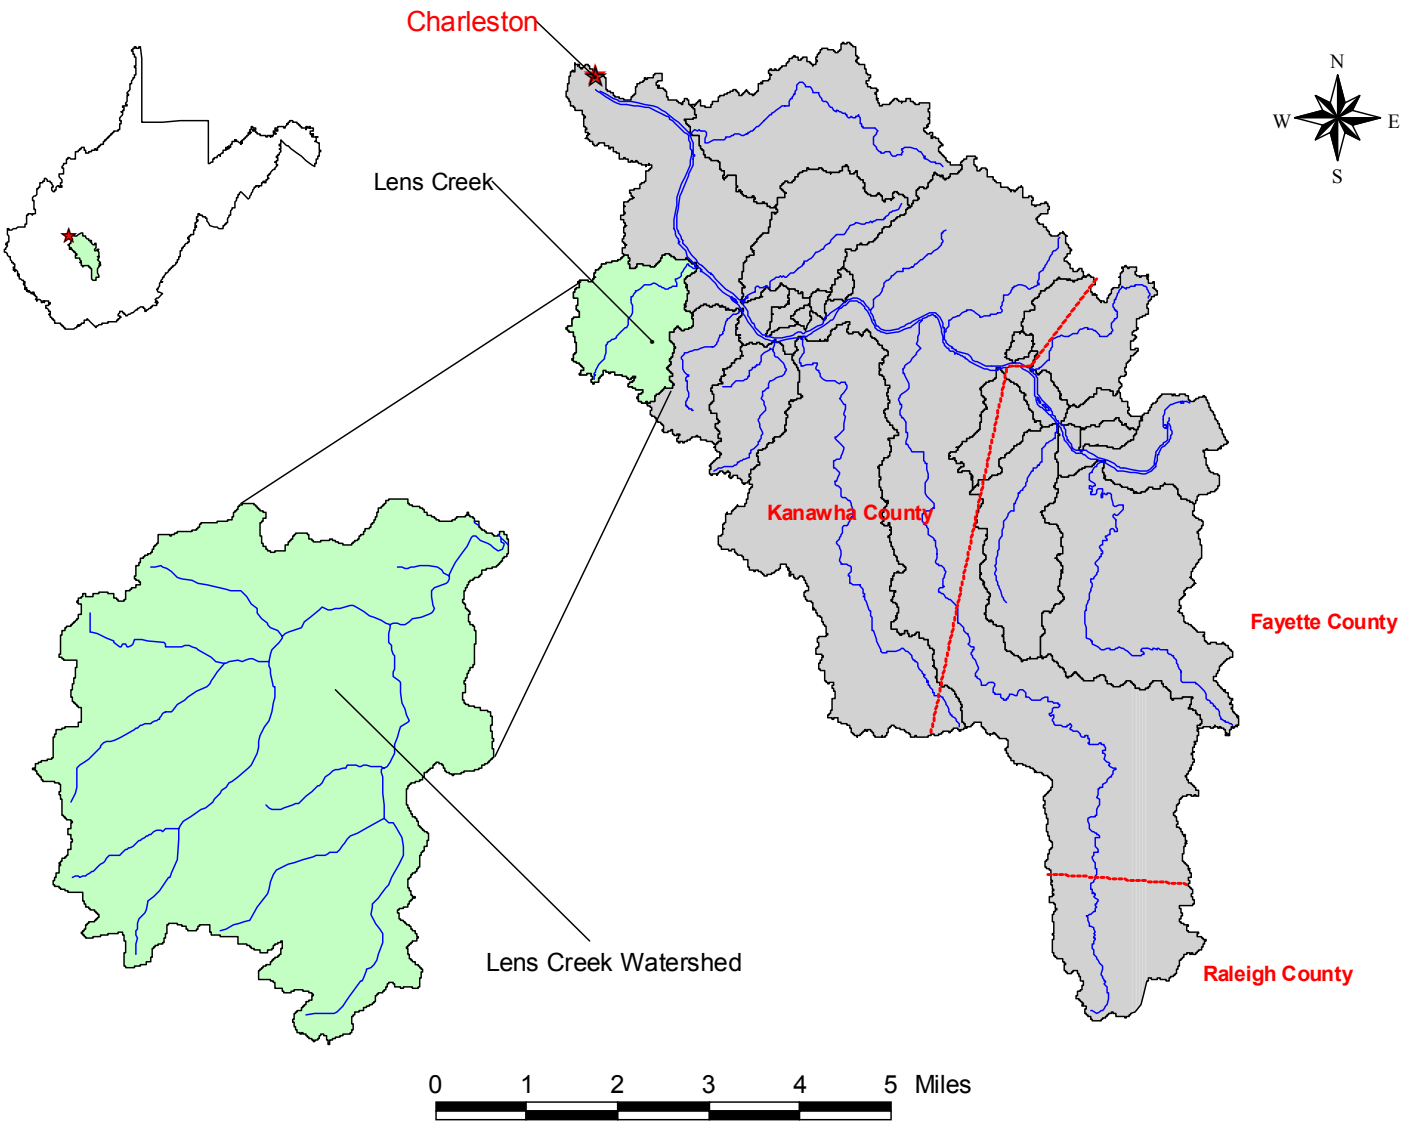 Charleston
N
W
E
S
Lens Creek
Kanawha County
Fayette County
Lens Creek Watershed
Raleigh County
0 1 2 3 4 5 Miles